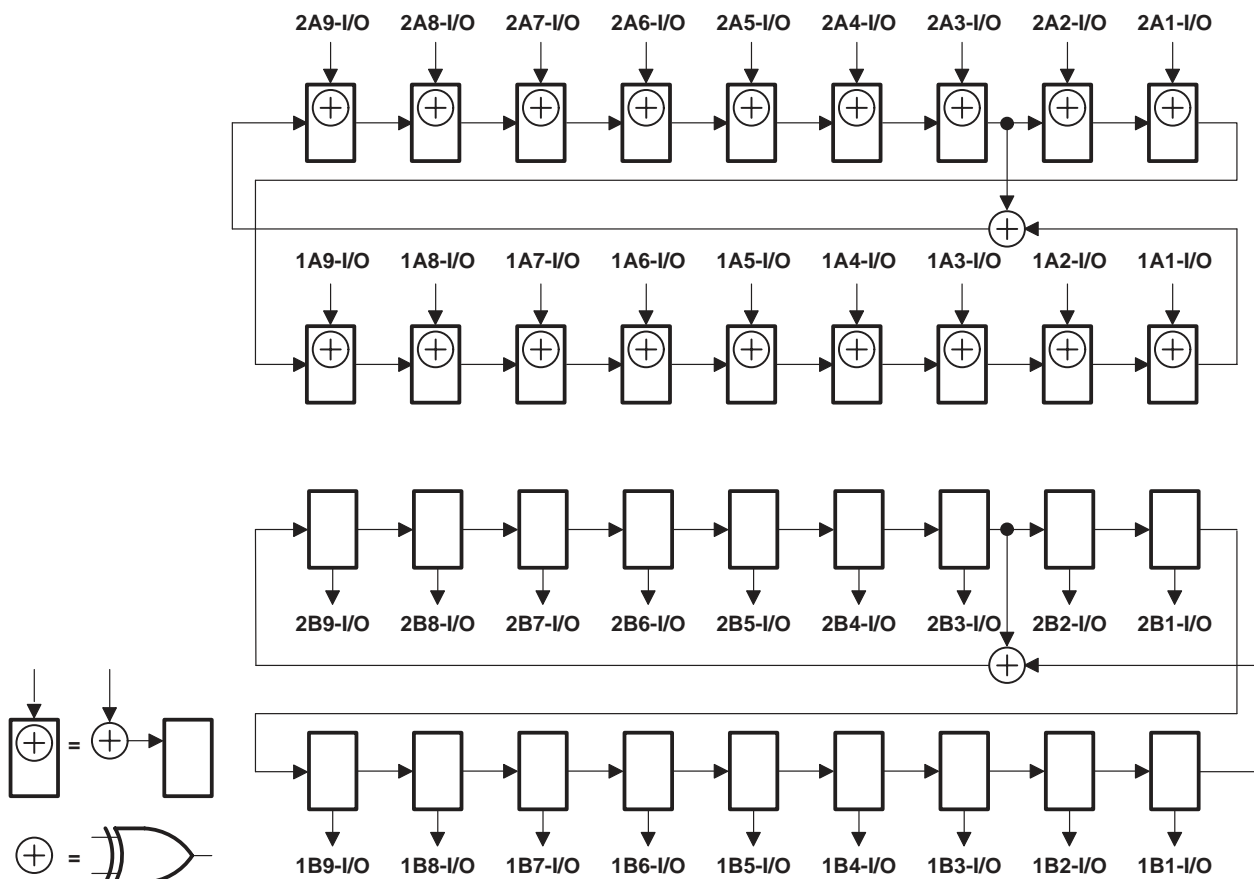 2A9-I/O 2A8-I/O 2A7-I/O 2A6-I/O 2A5-I/O 2A4-I/O 2A3-I/O 2A2-I/O 2A1-I/O
1A9-I/O 1A8-I/O 1A7-I/O 1A6-I/O 1A5-I/O 1A4-I/O 1A3-I/O 1A2-I/O 1A1-I/O
2B9-I/O 2B8-I/O 2B7-I/O 2B6-I/O 2B5-I/O 2B4-I/O 2B3-I/O 2B2-I/O 2B1-I/O
=
=
1B9-I/O 1B8-I/O 1B7-I/O 1B6-I/O 1B5-I/O 1B4-I/O 1B3-I/O 1B2-I/O 1B1-I/O